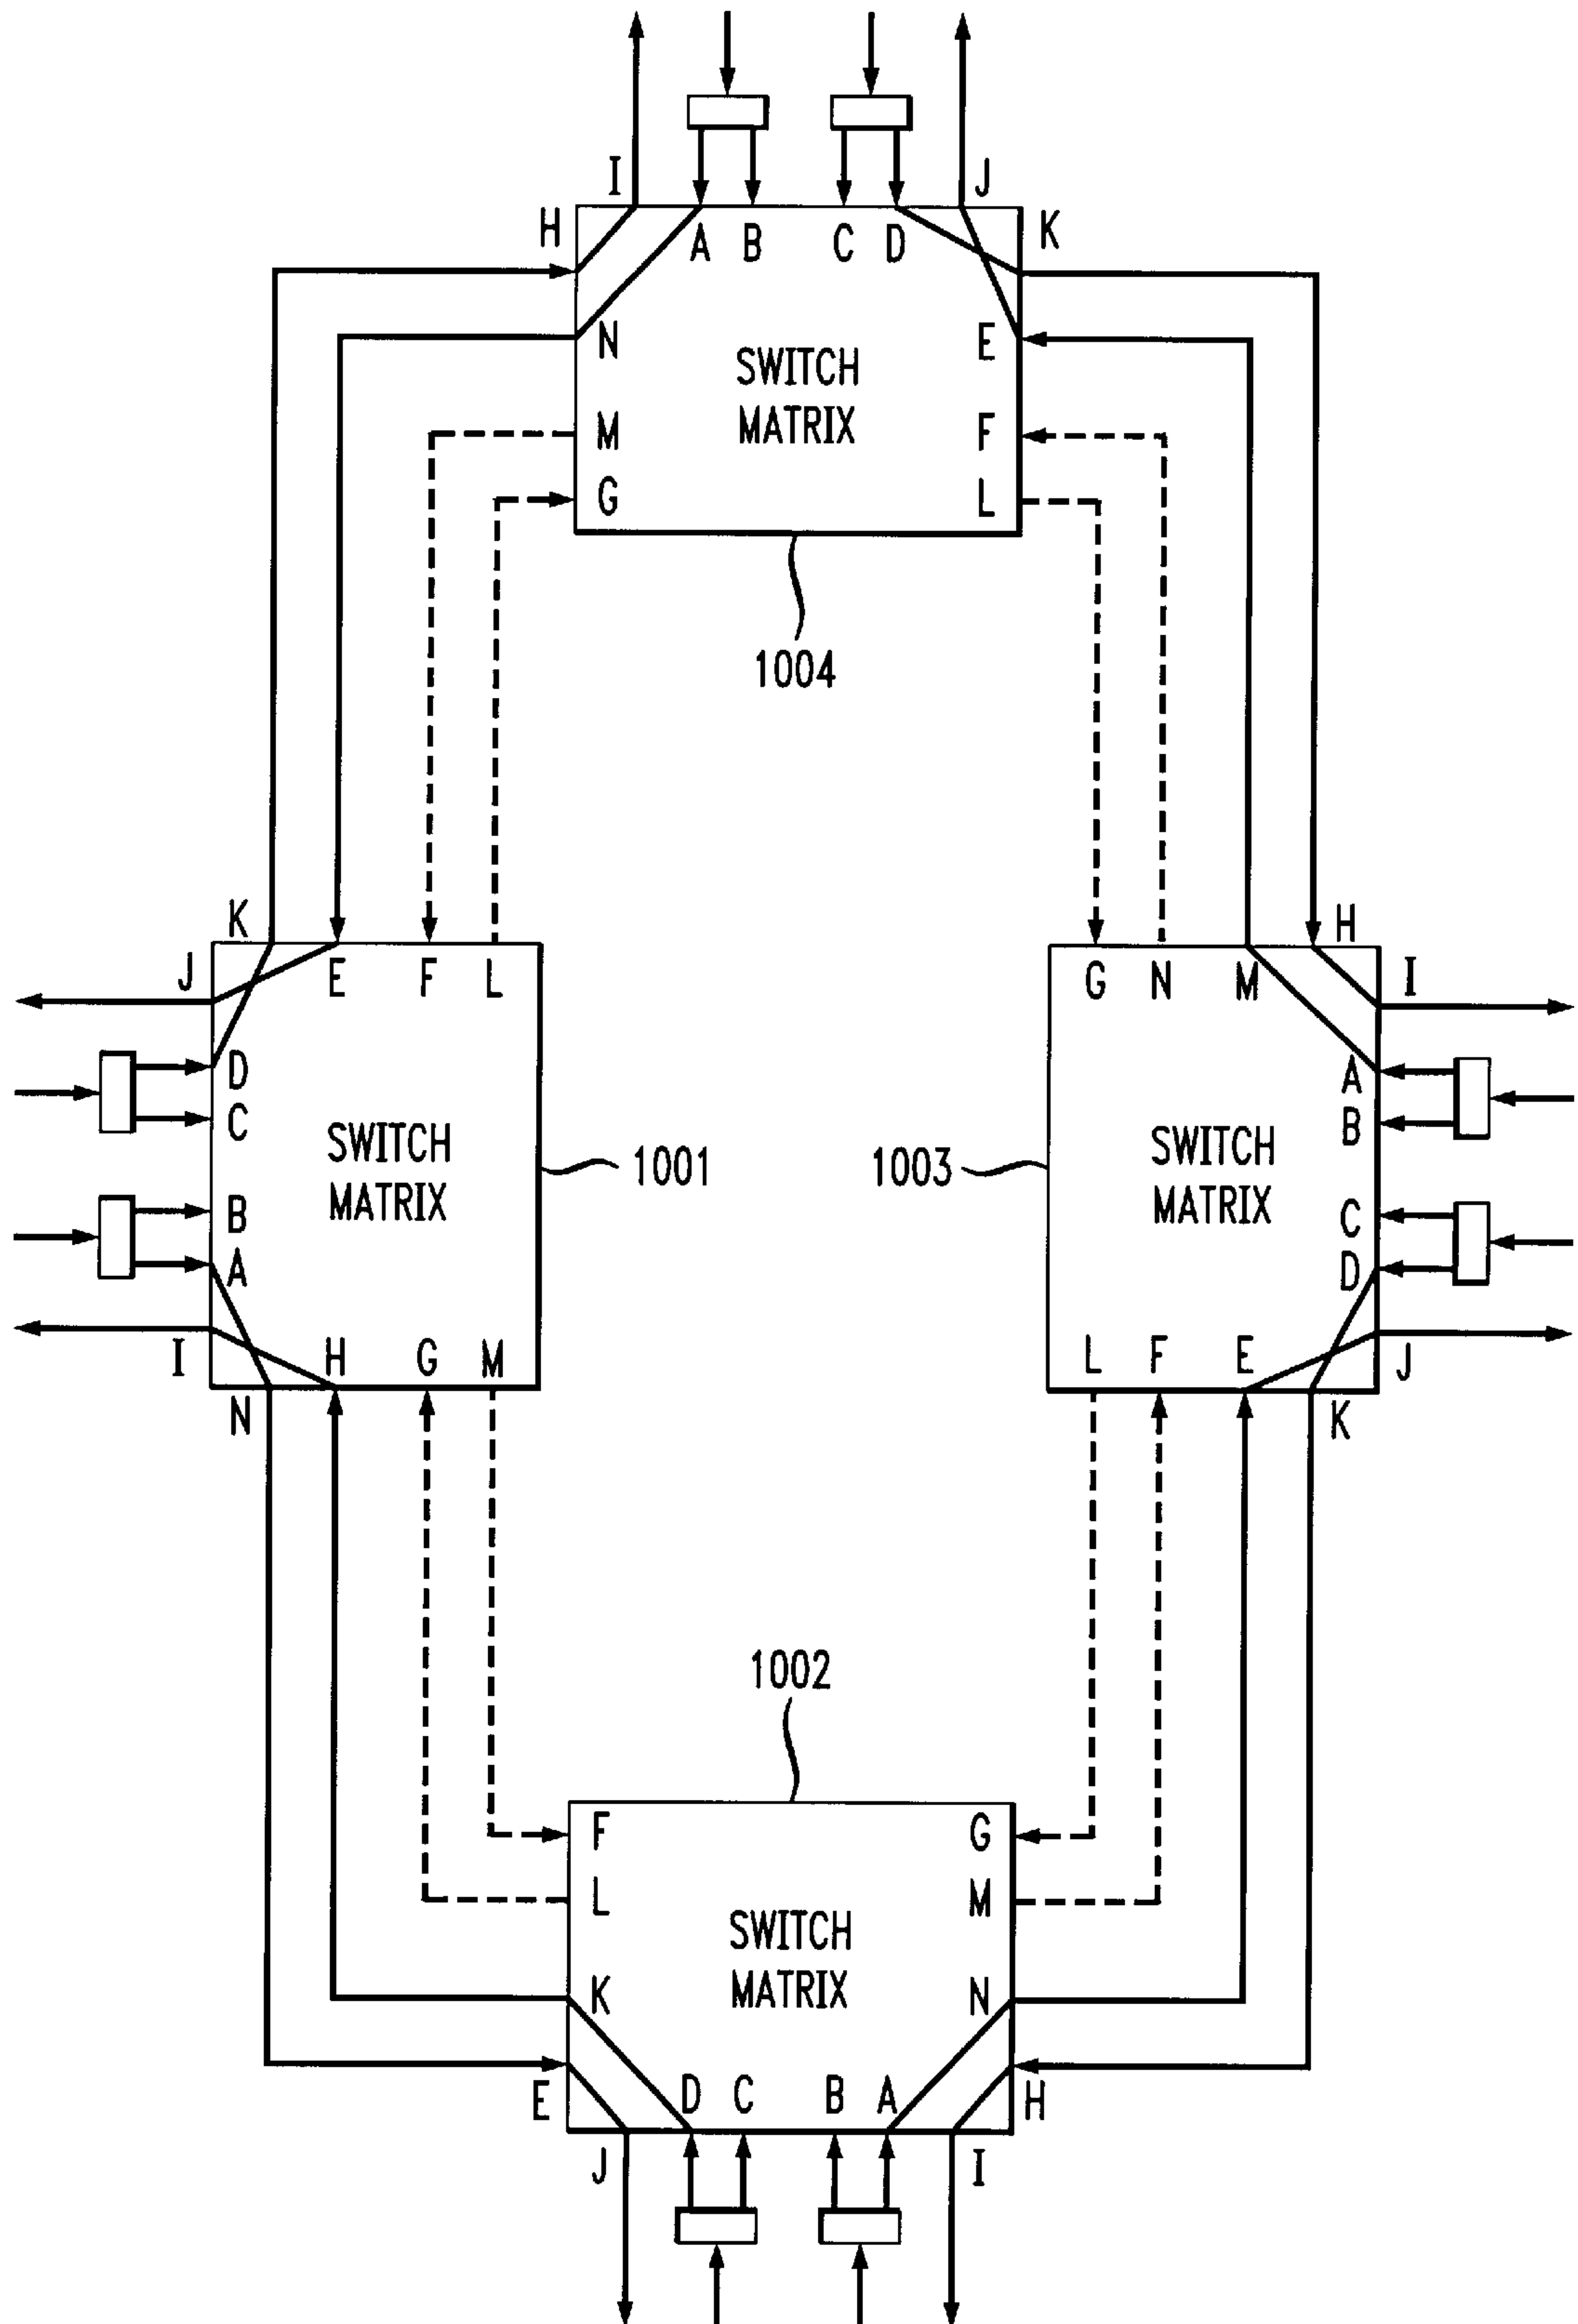 I J
H K
A B C D
N E
SWITCH
MATRIX
M F
G L
1004
K H
J I
E F L G N M
D A
C B
SWITCH
MATRIX
1001 1003
SWITCH
MATRIX
B C
A D
I H G M L F E J
N K
1002
F G
L M
SWITCH
MATRIX
K N
E D C B A H
J I